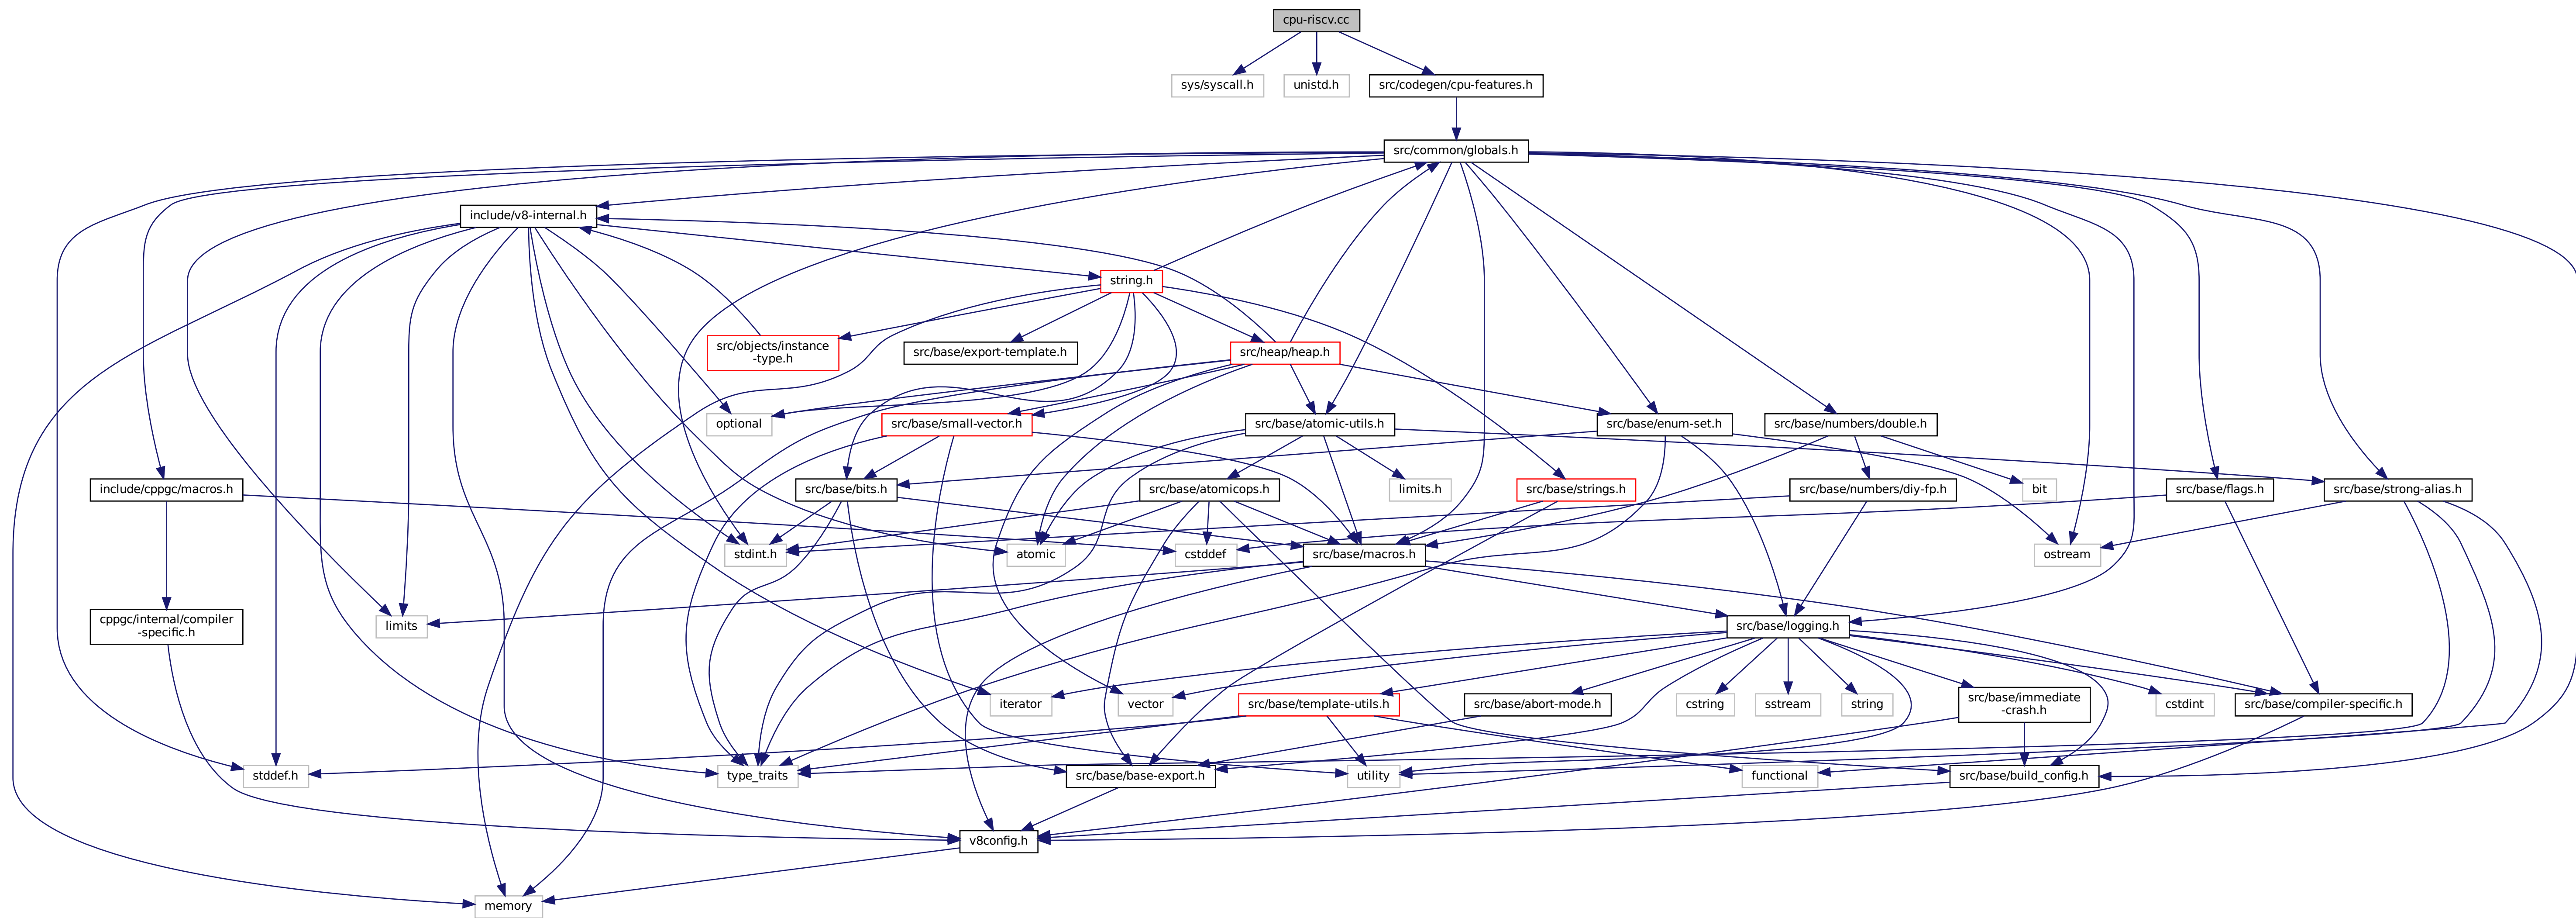 cpu-riscv.cc
sys/syscall.h
unistd.h
src/codegen/cpu-features.h
src/common/globals.h
include/v8-internal.h
string.h
src/objects/instance
-type.h
src/base/export-template.h
src/heap/heap.h
optional
src/base/small-vector.h
src/base/atomic-utils.h
src/base/enum-set.h
src/base/numbers/double.h
include/cppgc/macros.h
src/base/bits.h
src/base/atomicops.h
limits.h
src/base/strings.h
src/base/numbers/diy-fp.h
bit
src/base/flags.h
src/base/strong-alias.h
stdint.h
atomic
cstddef
src/base/macros.h
ostream
cppgc/internal/compiler
-specific.h
limits
src/base/logging.h
iterator
vector
src/base/template-utils.h
src/base/abort-mode.h
cstring
sstream
string
src/base/immediate
-crash.h
cstdint
src/base/compiler-specific.h
stddef.h
type_traits
src/base/base-export.h
utility
functional
src/base/build_config.h
v8config.h
memory